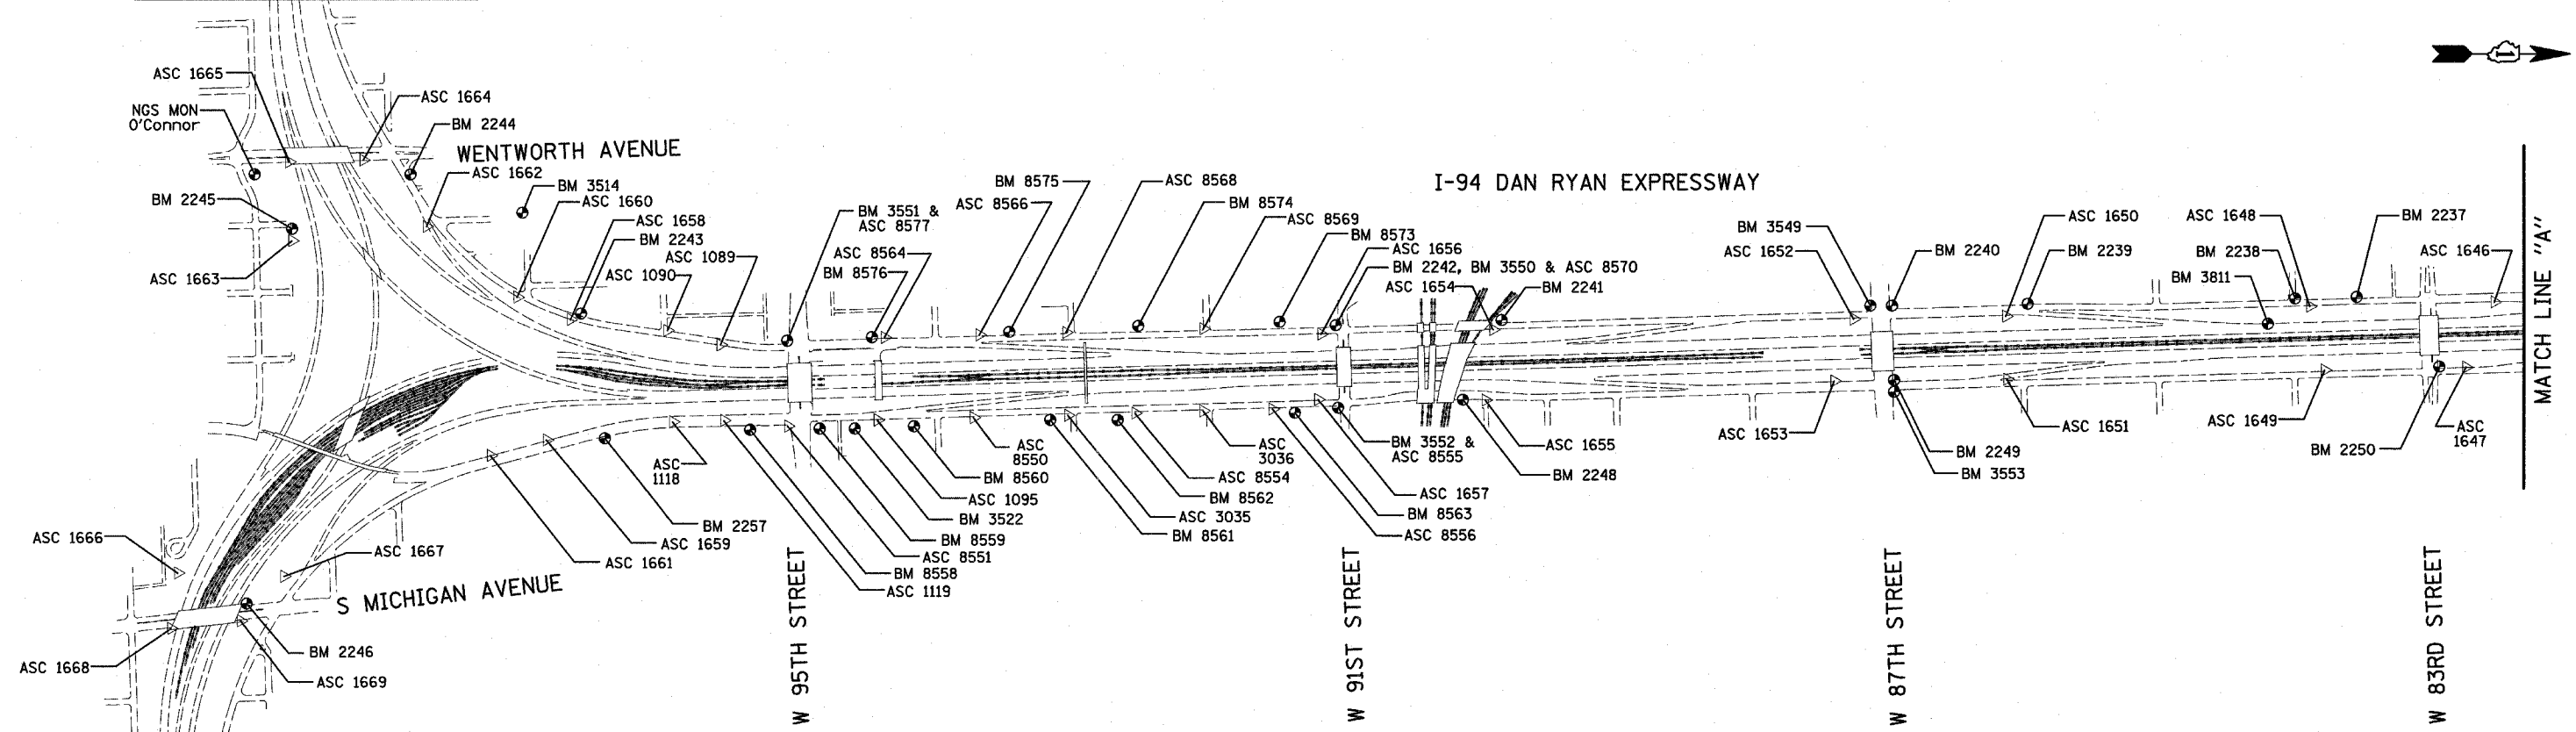 ASC 1665
NGS MON
O'Connor
ASC 1664
BM 2244
WENTWORTH AVENUE
ASC 1662
BM 3514
ASC 1660
BM 2245
ASC 1658
BM 2243
ASC 1089
ASC 1663
ASC 1090
BM 3551 &
ASC 8577
ASC 8564
BM 8576
BM 8575
ASC 8566
ASC 8568
BM 8574
ASC 8569
BM 8573
ASC 1656
BM 2242, BM 3550 & ASC 8570
ASC 1654
BM 2241
I-94 DAN RYAN EXPRESSWAY
BM 3549
ASC 1652
BM 2240
ASC 1650
BM 2239
ASC 1648
BM 2238
BM 3811
BM 2237
ASC 1646
MATCH LINE "A"
ASC
1118
ASC
8550
BM 8560
ASC 1095
BM 3522
BM 8559
ASC 8551
BM 8558
ASC 1119
BM 2257
ASC 1659
ASC 1661
ASC
3036
ASC 8554
BM 8562
ASC 3035
BM 8561
BM 3552 &
ASC 8555
ASC 1657
BM 8563
ASC 8556
ASC 1655
BM 2248
ASC 1653
BM 2249
BM 3553
ASC 1651
ASC 1649
BM 2250
ASC
1647
ASC 1666
ASC 1667
S MICHIGAN AVENUE
BM 2246
ASC 1668
ASC 1669
W 95TH STREET
W 91ST STREET
W 87TH STREET
W 83RD STREET